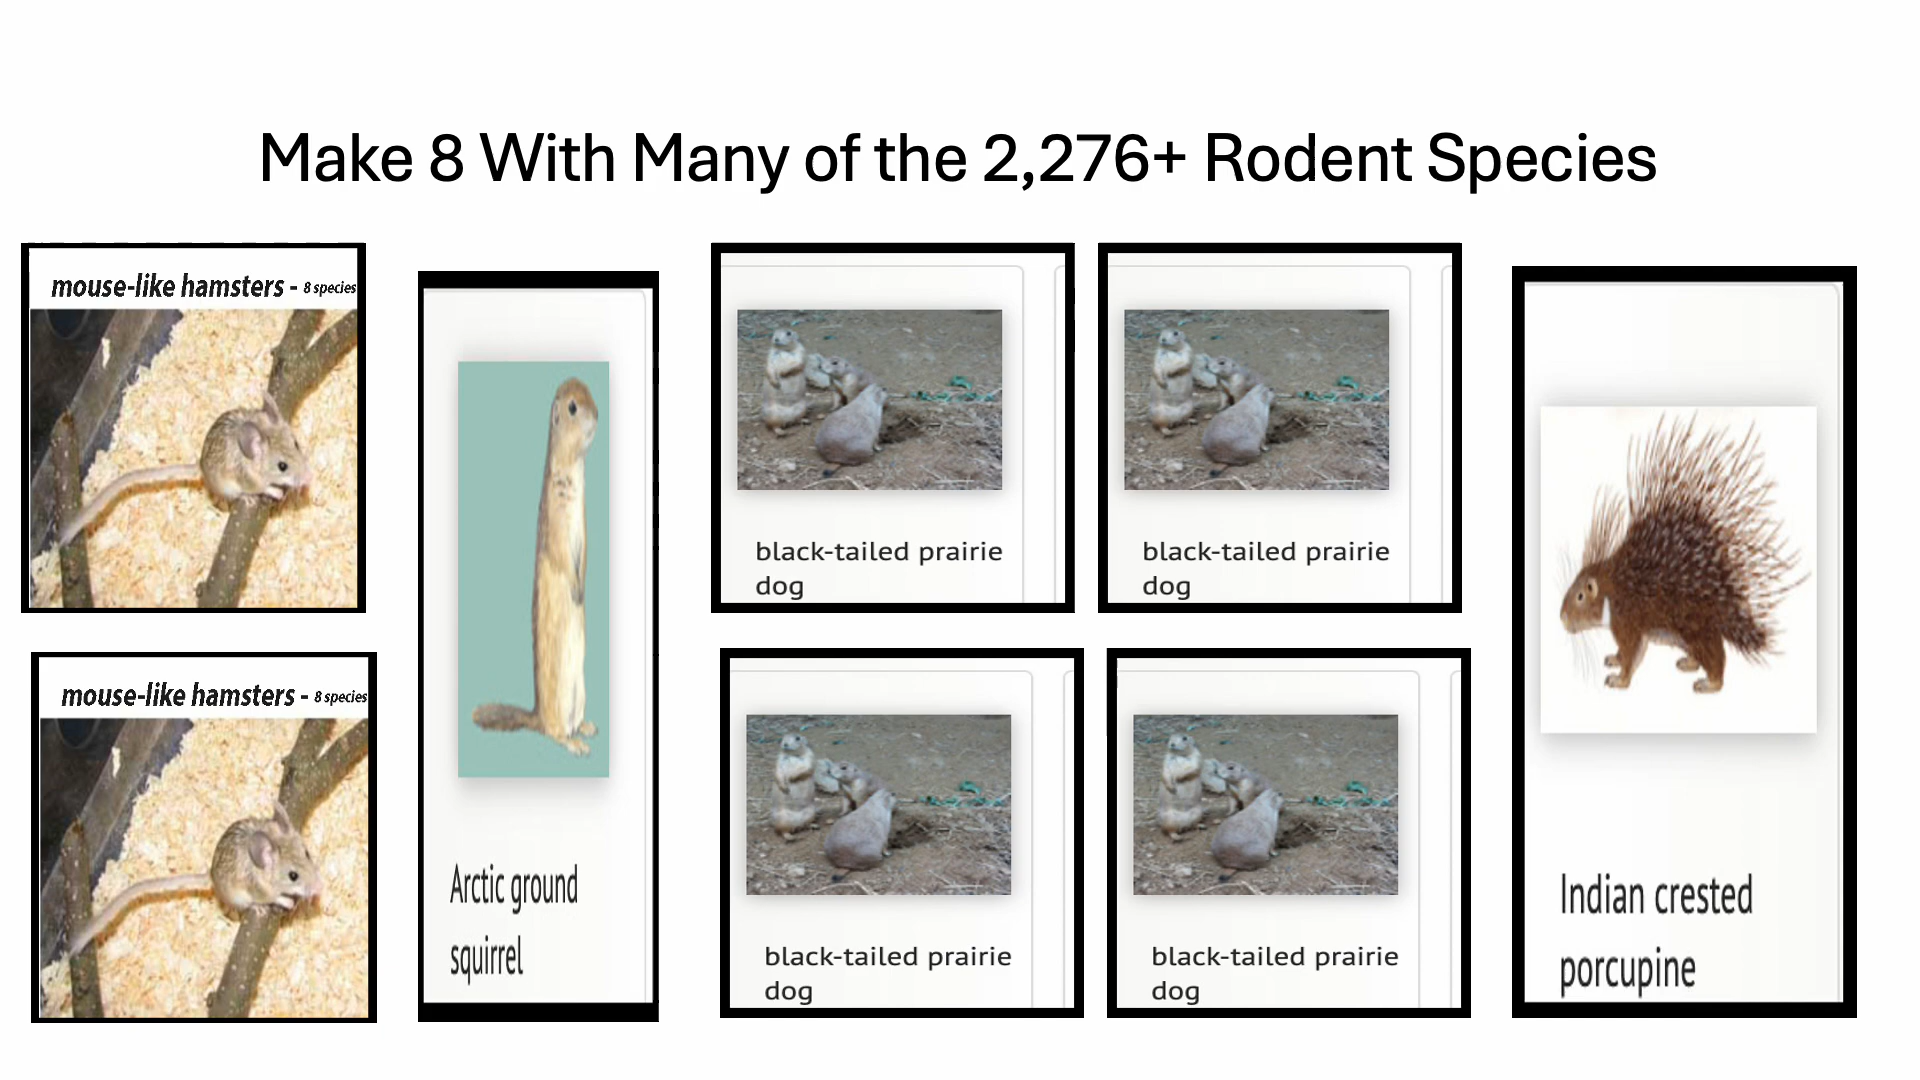 Make 8 With Many of the 2,276+ Rodent Species
mouse-like hamsters - 8 species
mouse-like hamsters - 8 species
Arctic ground
squirrel
black-tailed prairie
dog
black-tailed prairie
dog
black-tailed prairie
dog
black-tailed prairie
dog
Indian crested
porcupine